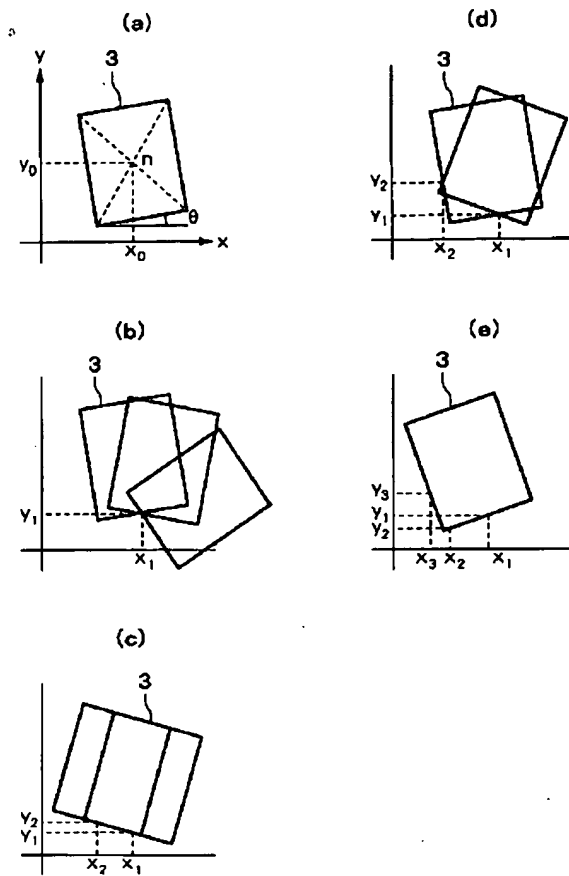 (a)
y
3
y₀
n
θ
x₀
x
(b)
3
y₁
x₁
(c)
3
y₂
y₁
x₂
x₁
(d)
3
y₂
y₁
x₂
x₁
(e)
3
y₃
y₁
y₂
x₃
x₂
x₁